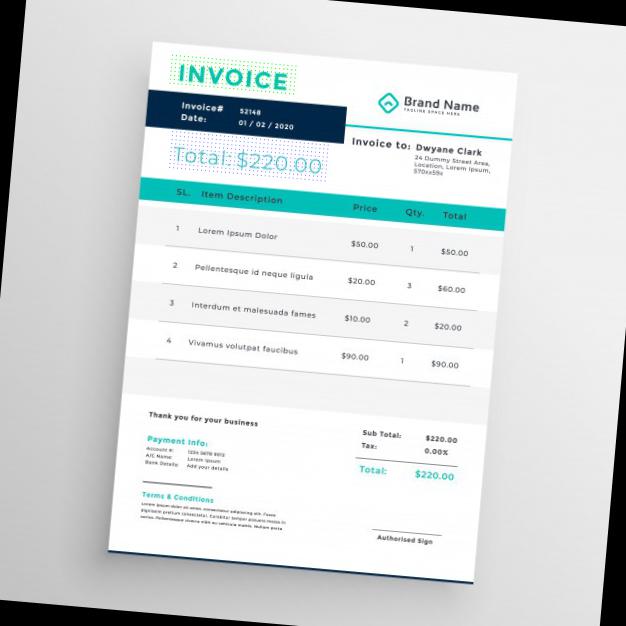 INVOICE
Brand Name
TAGLINE SPACE HERE
Invoice# 52148
Date: 01 / 02 / 2020
Invoice to: Dwyane Clark
24 Dummy Street Area,
Location, Lorem Ipsum,
570xx59x
Total: $220.00
SL. Item Description Price Qty. Total
1 Lorem Ipsum Dolor $50.00 1 $50.00
2 Pellentesque id neque ligula $20.00 3 $60.00
3 Interdum et malesuada fames $10.00 2 $20.00
4 Vivamus volutpat faucibus $90.00 1 $90.00
Thank you for your business
Sub Total: $220.00
Tax: 0.00%
Total: $220.00
Payment Info:
Account #: 1234 5678 9012
A/C Name: Lorem Ipsum
Bank Details: Add your details
Terms & Conditions
Lorem ipsum dolor sit amet, consectetur adipiscing elit. Fusce
dignissim pretium consectetur. Curabitur tempor posuere massa in
varius. Pellentesque viverra nibh eu vehicula mattis. Nullam porta
Authorised Sign